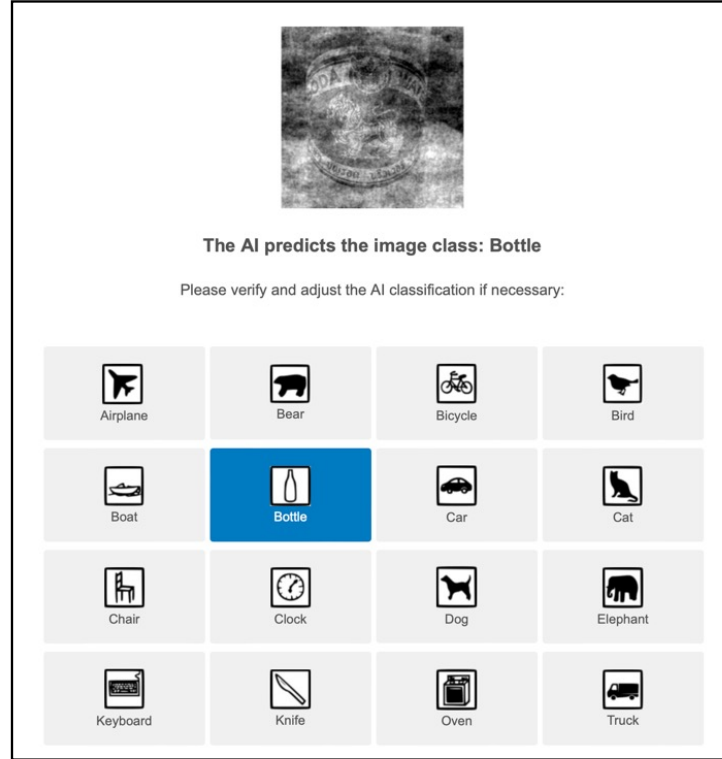 The AI predicts the image class: Bottle
Please verify and adjust the AI classification if necessary:
Airplane
Bear
Bicycle
Bird
Boat
Bottle
Car
Cat
Chair
Clock
Dog
Elephant
Keyboard
Knife
Oven
Truck